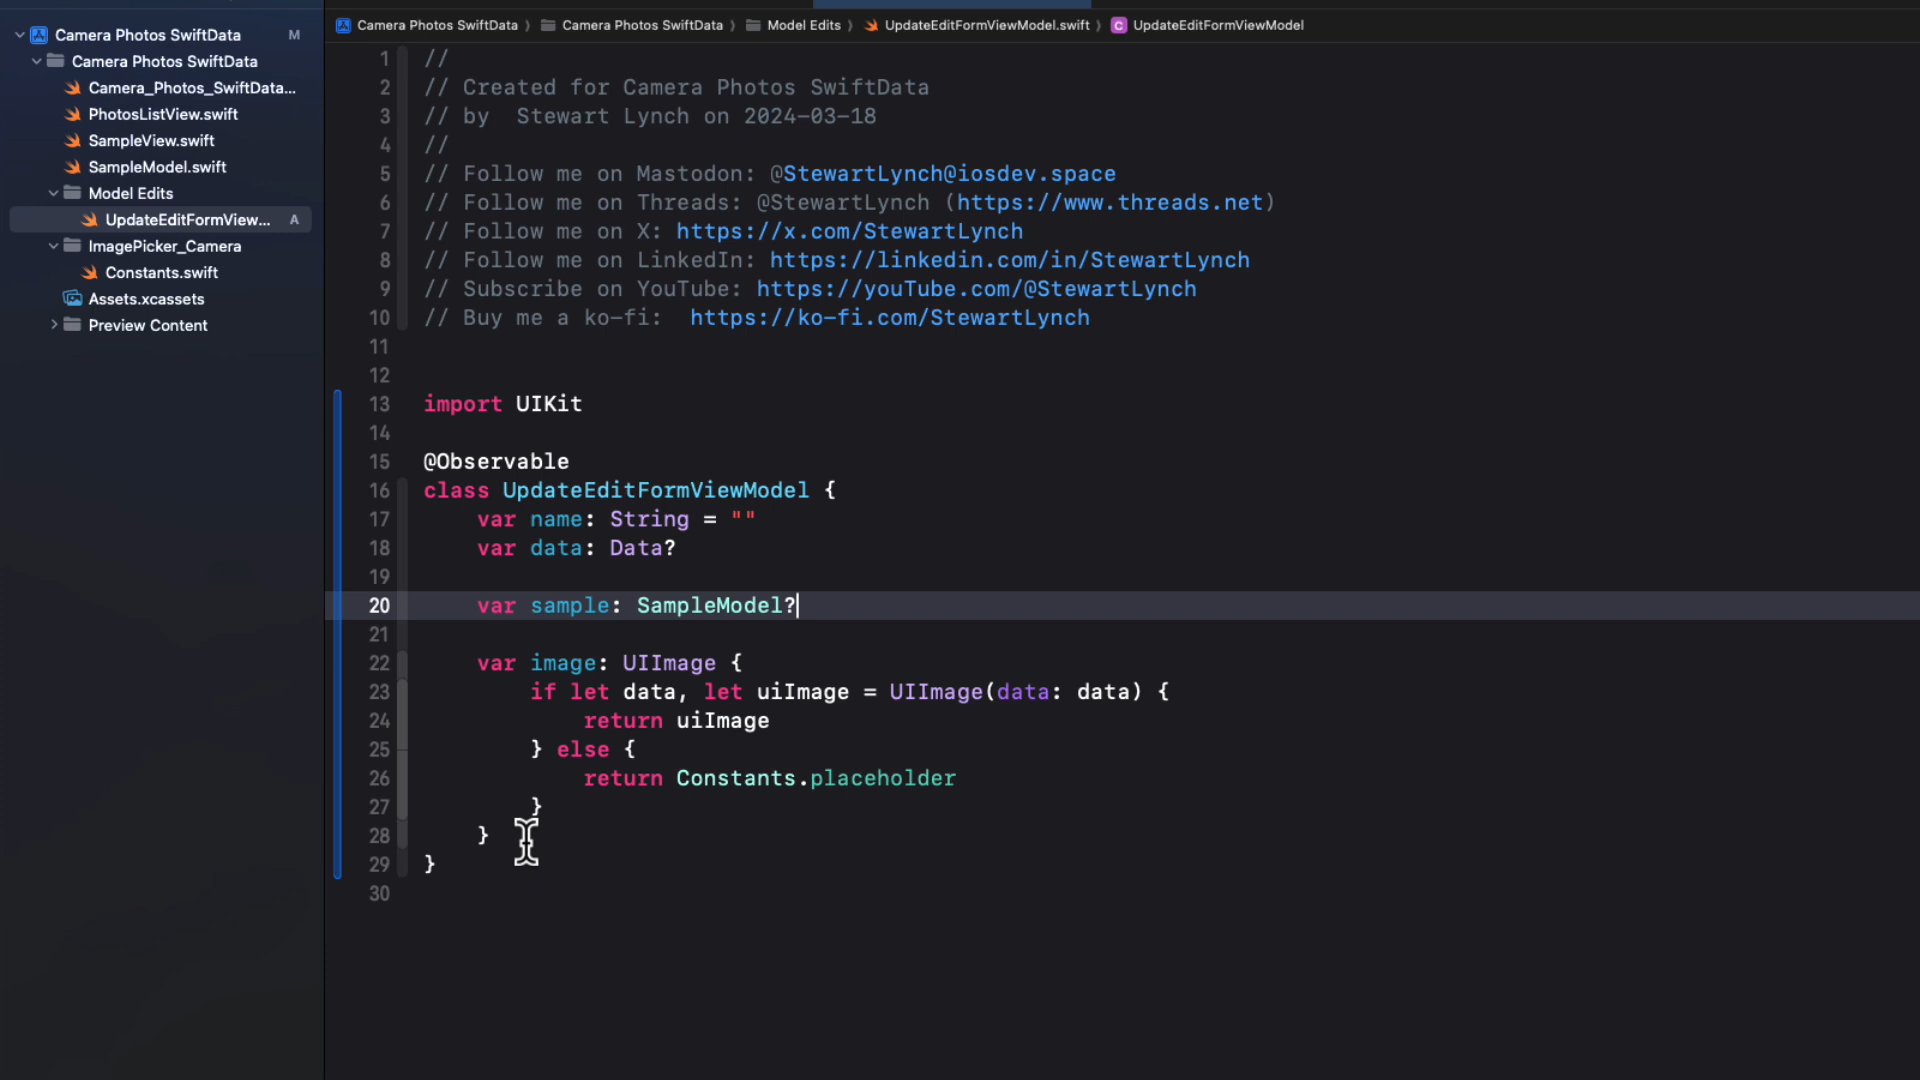 Camera Photos SwiftData M
Camera Photos SwiftData
Camera_Photos_SwiftData...
PhotosListView.swift
SampleView.swift
SampleModel.swift
Model Edits
UpdateEditFormView... A
ImagePicker_Camera
Constants.swift
Assets.xcassets
Preview Content
Camera Photos SwiftData ⟩ Camera Photos SwiftData ⟩ Model Edits ⟩ UpdateEditFormViewModel.swift ⟩ C UpdateEditFormViewModel
1 //
2 // Created for Camera Photos SwiftData
3 // by  Stewart Lynch on 2024-03-18
4 //
5 // Follow me on Mastodon: @StewartLynch@iosdev.space
6 // Follow me on Threads: @StewartLynch (https://www.threads.net)
7 // Follow me on X: https://x.com/StewartLynch
8 // Follow me on LinkedIn: https://linkedin.com/in/StewartLynch
9 // Subscribe on YouTube: https://youTube.com/@StewartLynch
10 // Buy me a ko-fi:  https://ko-fi.com/StewartLynch
11
12
13 import UIKit
14
15 @Observable
16 class UpdateEditFormViewModel {
17     var name: String = ""
18     var data: Data?
19
20     var sample: SampleModel?
21
22     var image: UIImage {
23         if let data, let uiImage = UIImage(data: data) {
24             return uiImage
25         } else {
26             return Constants.placeholder
27         }
28     }
29 }
30